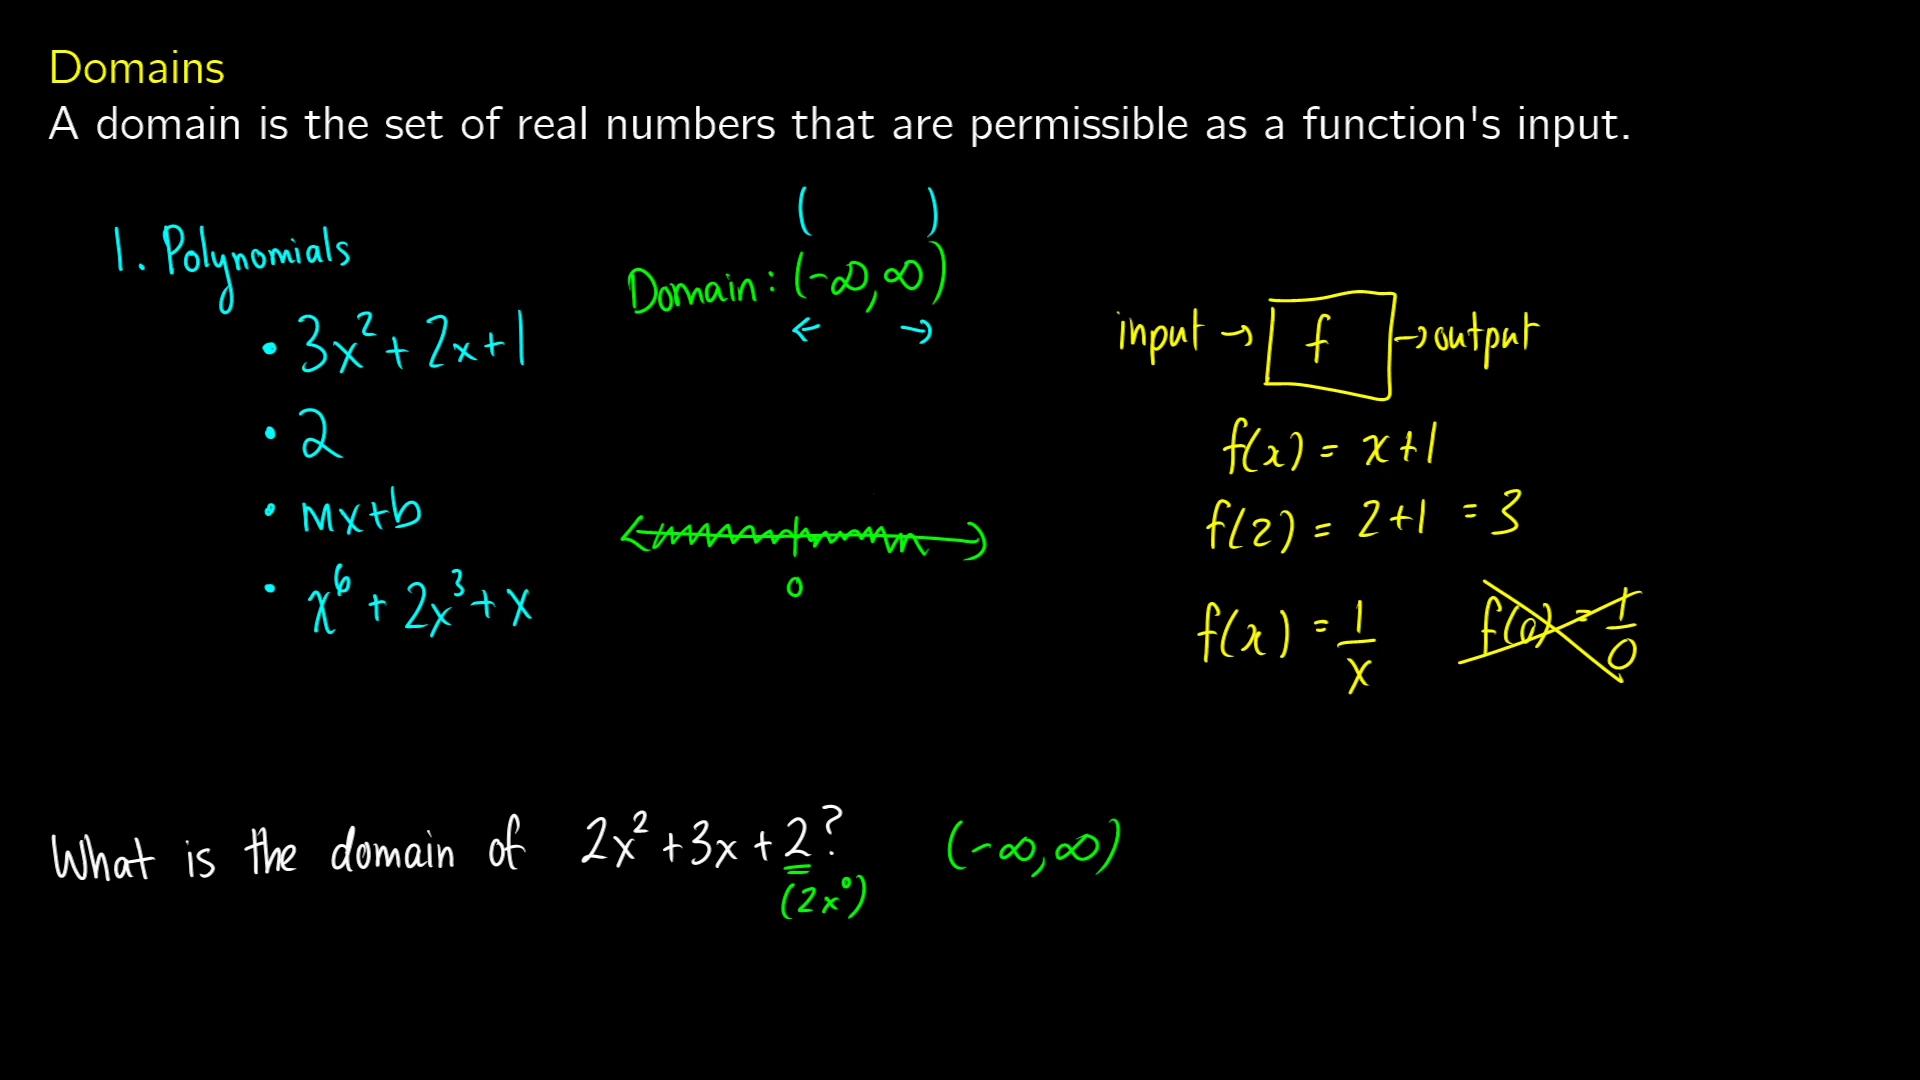 Domains
A domain is the set of real numbers that are permissible as a function's input.
1. Polynomials
• 3x² + 2x + 1
• 2
• mx+b
• x⁶ + 2x³ + x
( )
Domain: (-∞, ∞)
← →
0
input → f → output
f(x) = x+1
f(2) = 2+1 = 3
f(x) = 1/x
f(0) = 1/0
What is the domain of 2x² + 3x + 2? (-∞, ∞)
(2x⁰)